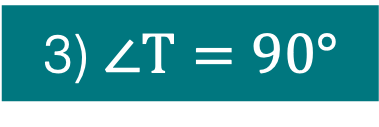 3) ∠T = 90°